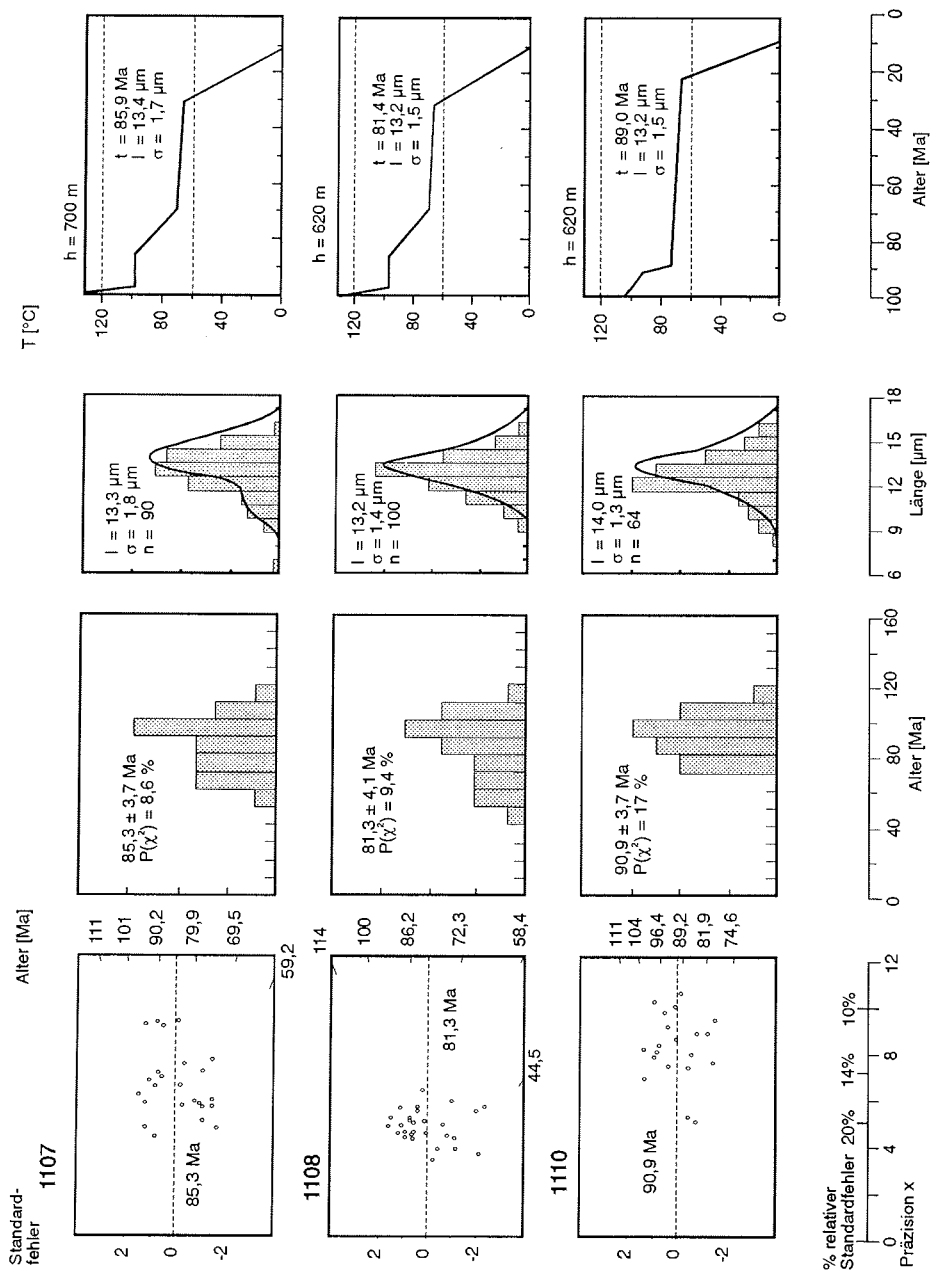 Standard-
fehler
Alter [Ma]
T [°C]
1107
2
0
-2
85,3 Ma
111
101
90,2
79,9
69,5
59,2
85,3 ± 3,7 Ma
P(χ²) = 8,6 %
l = 13,3 µm
σ = 1,8 µm
n = 90
h = 700 m
t = 85,9 Ma
l = 13,4 µm
σ = 1,7 µm
120
80
40
0
1108
2
0
-2
81,3 Ma
114
100
86,2
72,3
58,4
44,5
81,3 ± 4,1 Ma
P(χ²) = 9,4 %
l = 13,2 µm
σ = 1,4 µm
n = 100
h = 620 m
t = 81,4 Ma
l = 13,2 µm
σ = 1,5 µm
120
80
40
0
1110
2
0
-2
90,9 Ma
111
104
96,4
89,2
81,9
74,6
90,9 ± 3,7 Ma
P(χ²) = 17 %
l = 14,0 µm
σ = 1,3 µm
n = 64
h = 620 m
t = 89,0 Ma
l = 13,2 µm
σ = 1,5 µm
120
80
40
0
% relativer
Standardfehler 20% 14% 10%
0 4 8 12
Präzision x
0 40 80 120 160
Alter [Ma]
6 9 12 15 18
Länge [µm]
100 80 60 40 20 0
Alter [Ma]